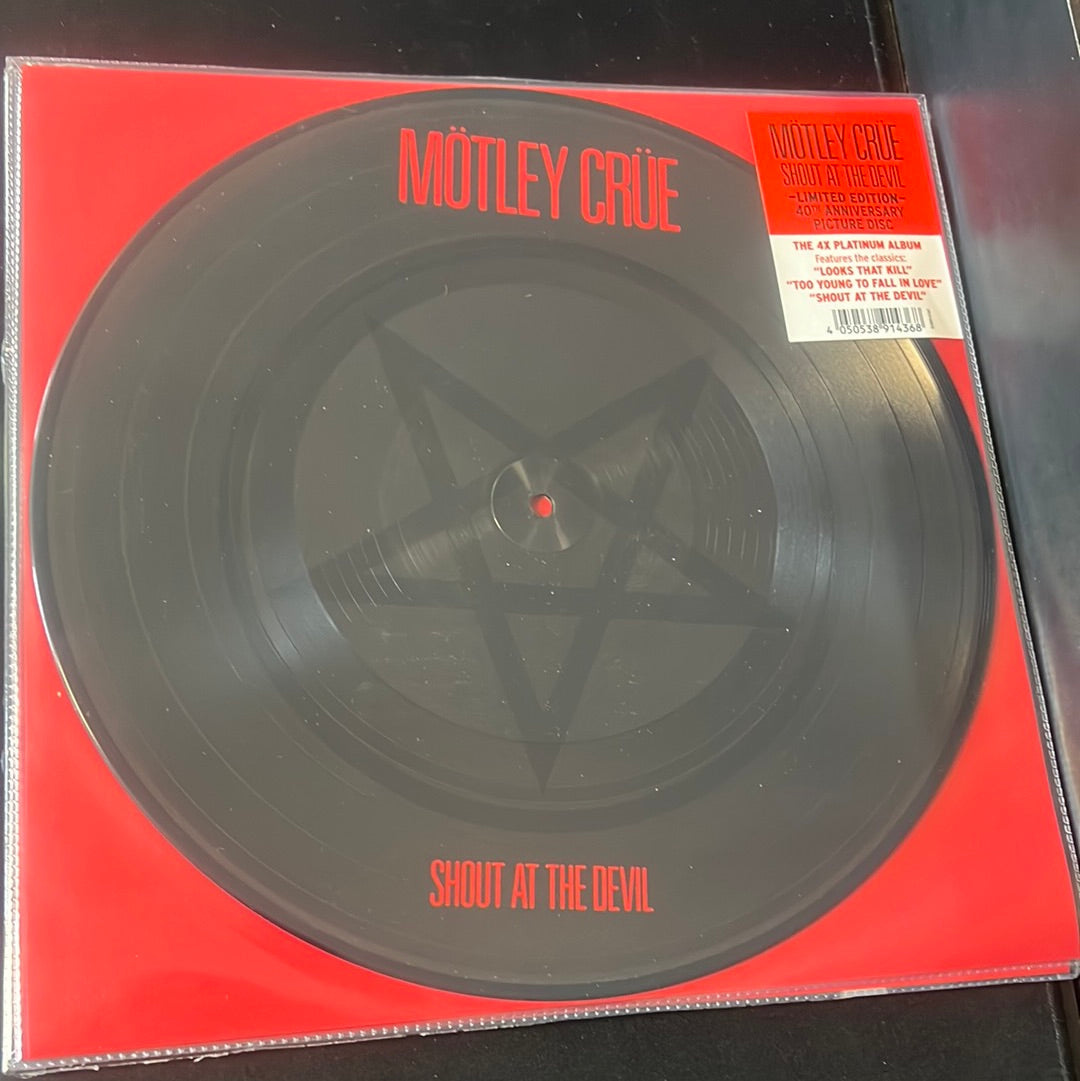 MÖTLEY CRÜE
MÖTLEY CRÜE
SHOUT AT THE DEVIL
-LIMITED EDITION-
40TH ANNIVERSARY
PICTURE DISC
THE 4X PLATINUM ALBUM
Features the classics:
"LOOKS THAT KILL"
"TOO YOUNG TO FALL IN LOVE"
"SHOUT AT THE DEVIL"
4 050538 914368
SHOUT AT THE DEVIL